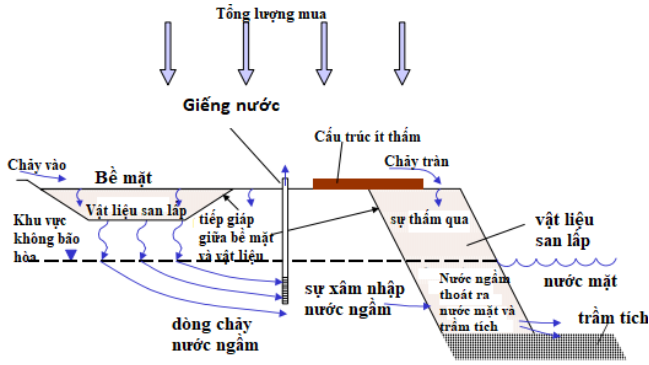 Tổng lượng mua
Giếng nước
Cấu trúc ít thấm
Chảy vào
Bề mặt
Chảy tràn
Vật liệu san lấp
tiếp giáp
giữa bề mặt
và vật liệu
sự thấm qua
vật liệu
san lấp
Khu vực
không bão
hòa
nước mặt
sự xâm nhập
nước ngầm
Nước ngầm
thoát ra
nước mặt và
trầm tích
dòng chảy
nước ngầm
trầm tích